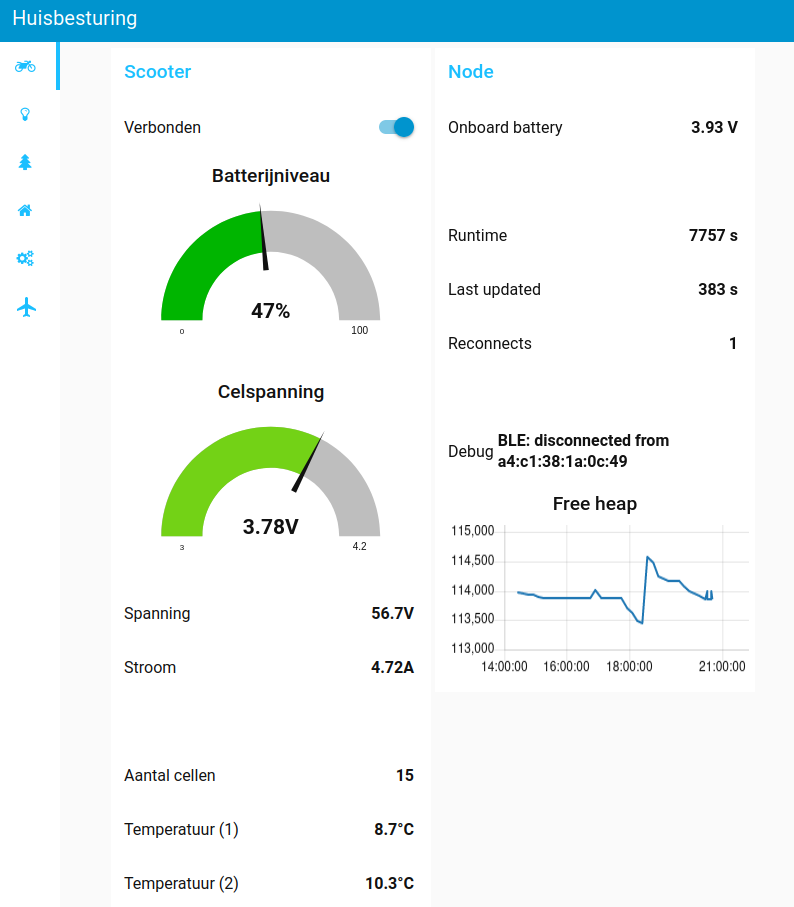 Huisbesturing
Scooter
Verbonden
Batterijniveau
47%
0 100
Celspanning
3.78V
3 4.2
Spanning 56.7V
Stroom 4.72A
Aantal cellen 15
Temperatuur (1) 8.7°C
Temperatuur (2) 10.3°C
Node
Onboard battery 3.93 V
Runtime 7757 s
Last updated 383 s
Reconnects 1
Debug BLE: disconnected from
a4:c1:38:1a:0c:49
Free heap
115,000
114,500
114,000
113,500
113,000
14:00:00 16:00:00 18:00:00 21:00:00